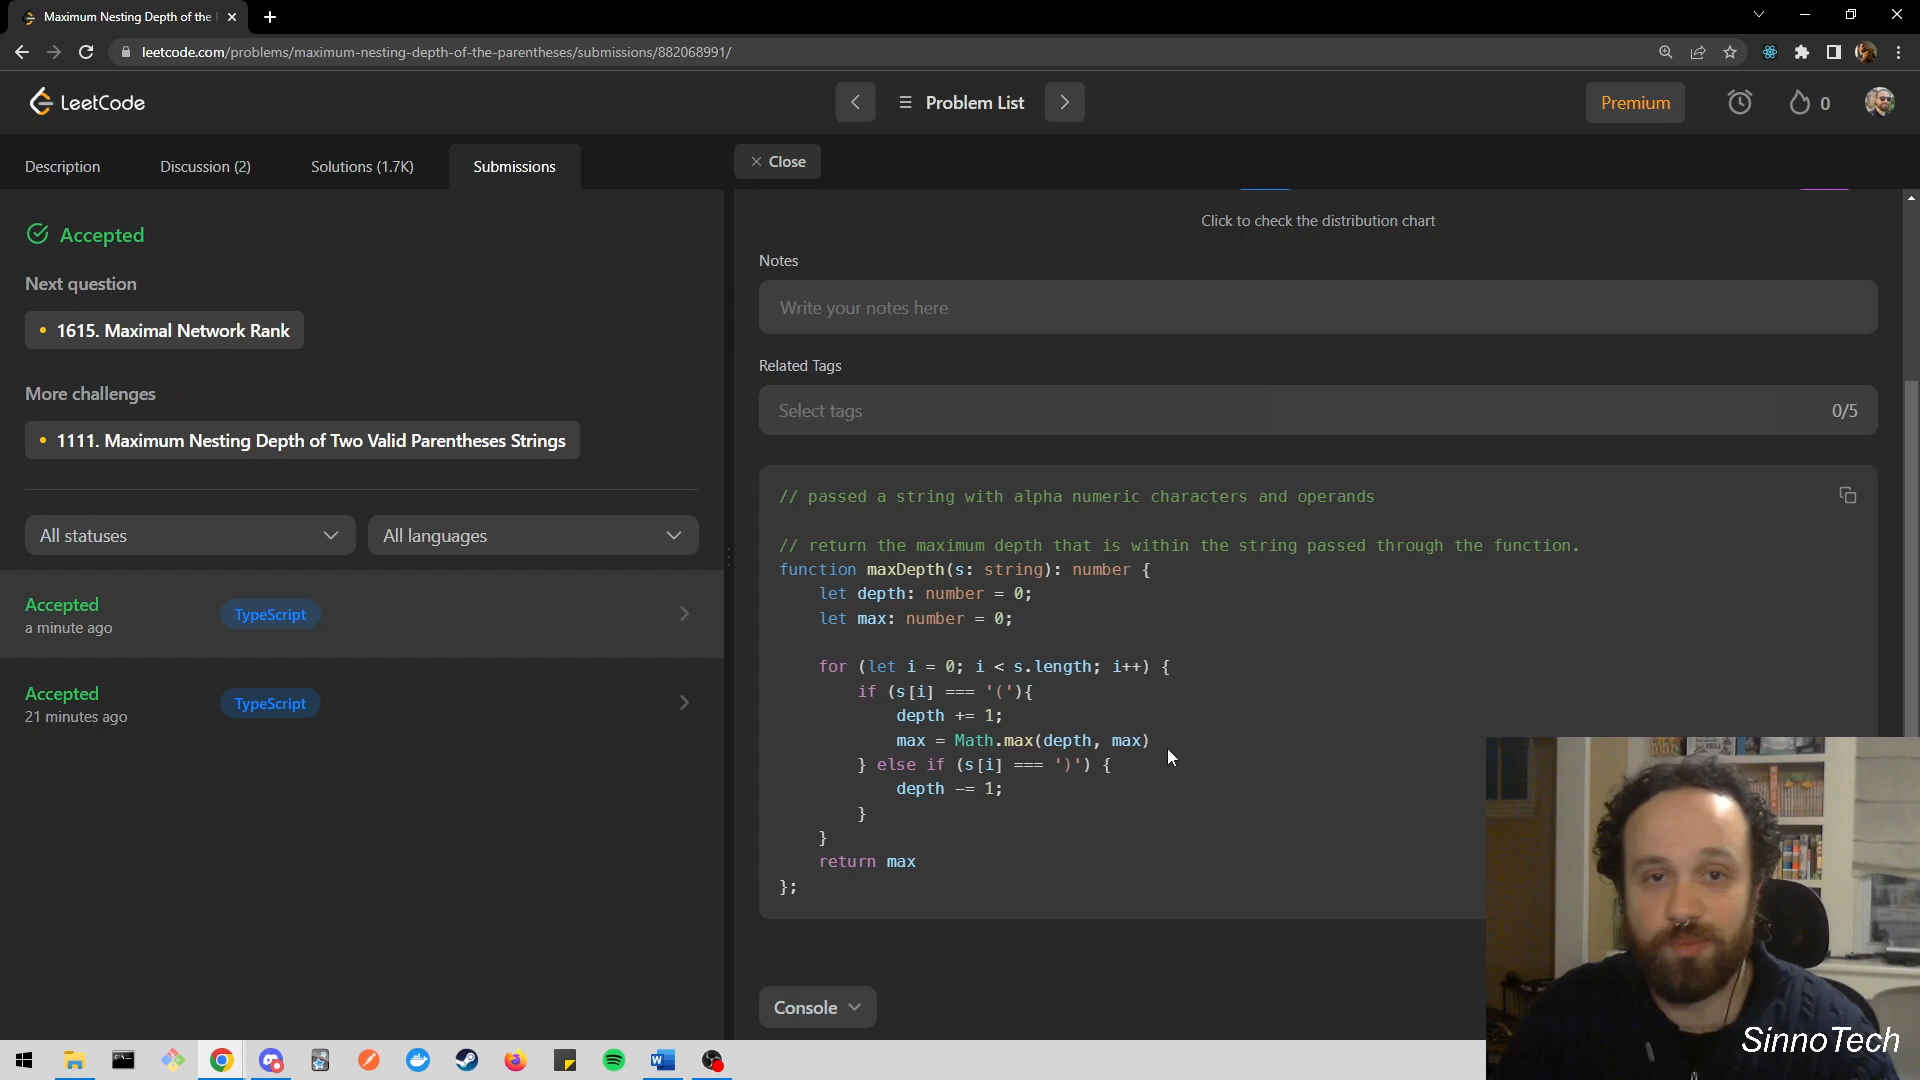 Maximum Nesting Depth of the
leetcode.com/problems/maximum-nesting-depth-of-the-parentheses/submissions/882068991/
LeetCode
Problem List
Premium
0
Description
Discussion (2)
Solutions (1.7K)
Submissions
Close
Accepted
Next question
1615. Maximal Network Rank
More challenges
1111. Maximum Nesting Depth of Two Valid Parentheses Strings
All statuses
All languages
Accepted
a minute ago
TypeScript
Accepted
21 minutes ago
TypeScript
Click to check the distribution chart
Notes
Write your notes here
Related Tags
Select tags
0/5
// passed a string with alpha numeric characters and operands
// return the maximum depth that is within the string passed through the function.
function maxDepth(s: string): number {
let depth: number = 0;
let max: number = 0;
for (let i = 0; i < s.length; i++) {
if (s[i] === '('){
depth += 1;
max = Math.max(depth, max)
} else if (s[i] === ')') {
depth -= 1;
}
}
return max
};
Console
SinnoTech